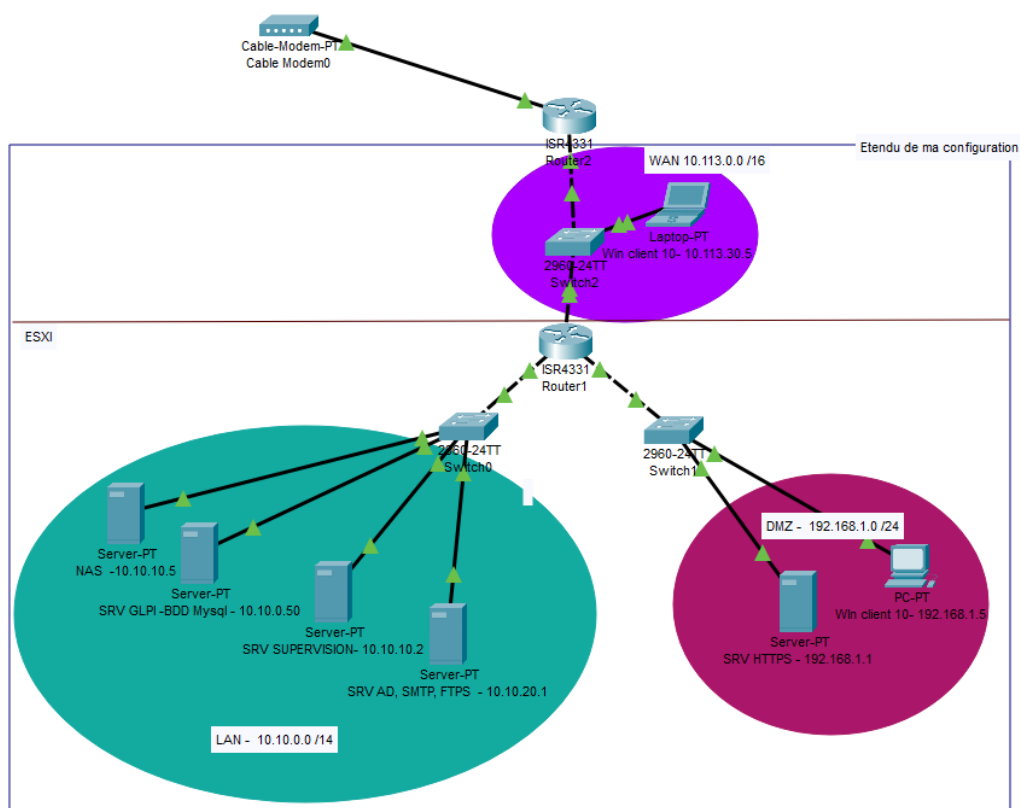 Cable-Modem-PT
Cable Modem0
ISR4331
Router2
Etendu de ma configuration
WAN 10.113.0.0 /16
Laptop-PT
Win client 10- 10.113.30.5
2960-24TT
Switch2
ESXI
ISR4331
Router1
2960-24TT
Switch0
2960-24TT
Switch1
Server-PT
NAS -10.10.10.5
Server-PT
SRV GLPI -BDD Mysql - 10.10.0.50
Server-PT
SRV SUPERVISION- 10.10.10.2
Server-PT
SRV AD, SMTP, FTPS - 10.10.20.1
LAN - 10.10.0.0 /14
DMZ - 192.168.1.0 /24
PC-PT
Win client 10- 192.168.1.5
Server-PT
SRV HTTPS - 192.168.1.1